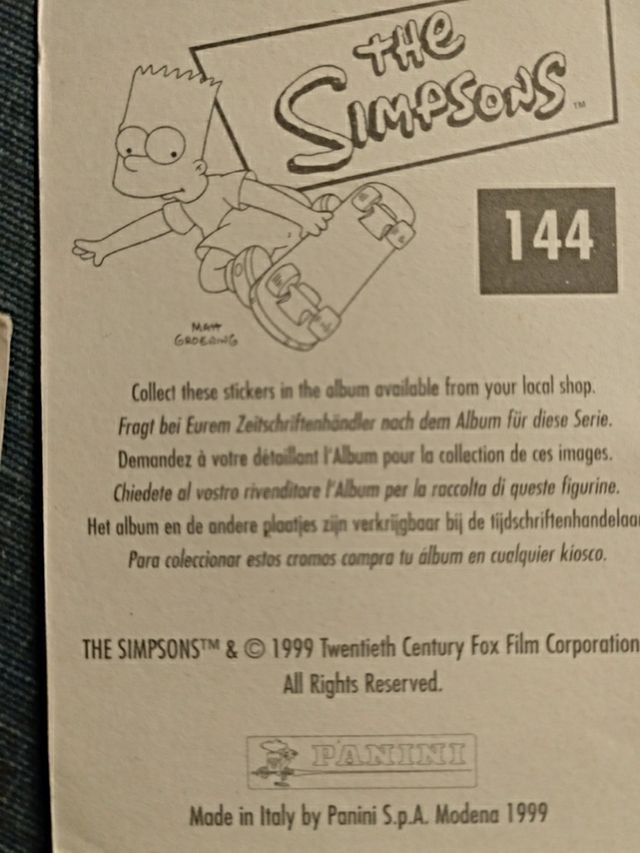 THE
SIMPSONS™
144
MATT
GROENING
Collect these stickers in the album available from your local shop.
Fragt bei Eurem Zeitschriftenhändler nach dem Album für diese Serie.
Demandez à votre détaillant l'Album pour la collection de ces images.
Chiedete al vostro rivenditore l'Album per la raccolta di queste figurine.
Het album en de andere plaatjes zijn verkrijgbaar bij de tijdschriftenhandelaa
Para coleccionar estos cromos compra tu álbum en cualquier kiosco.
THE SIMPSONS™ & © 1999 Twentieth Century Fox Film Corporation
All Rights Reserved.
PANINI
Made in Italy by Panini S.p.A. Modena 1999